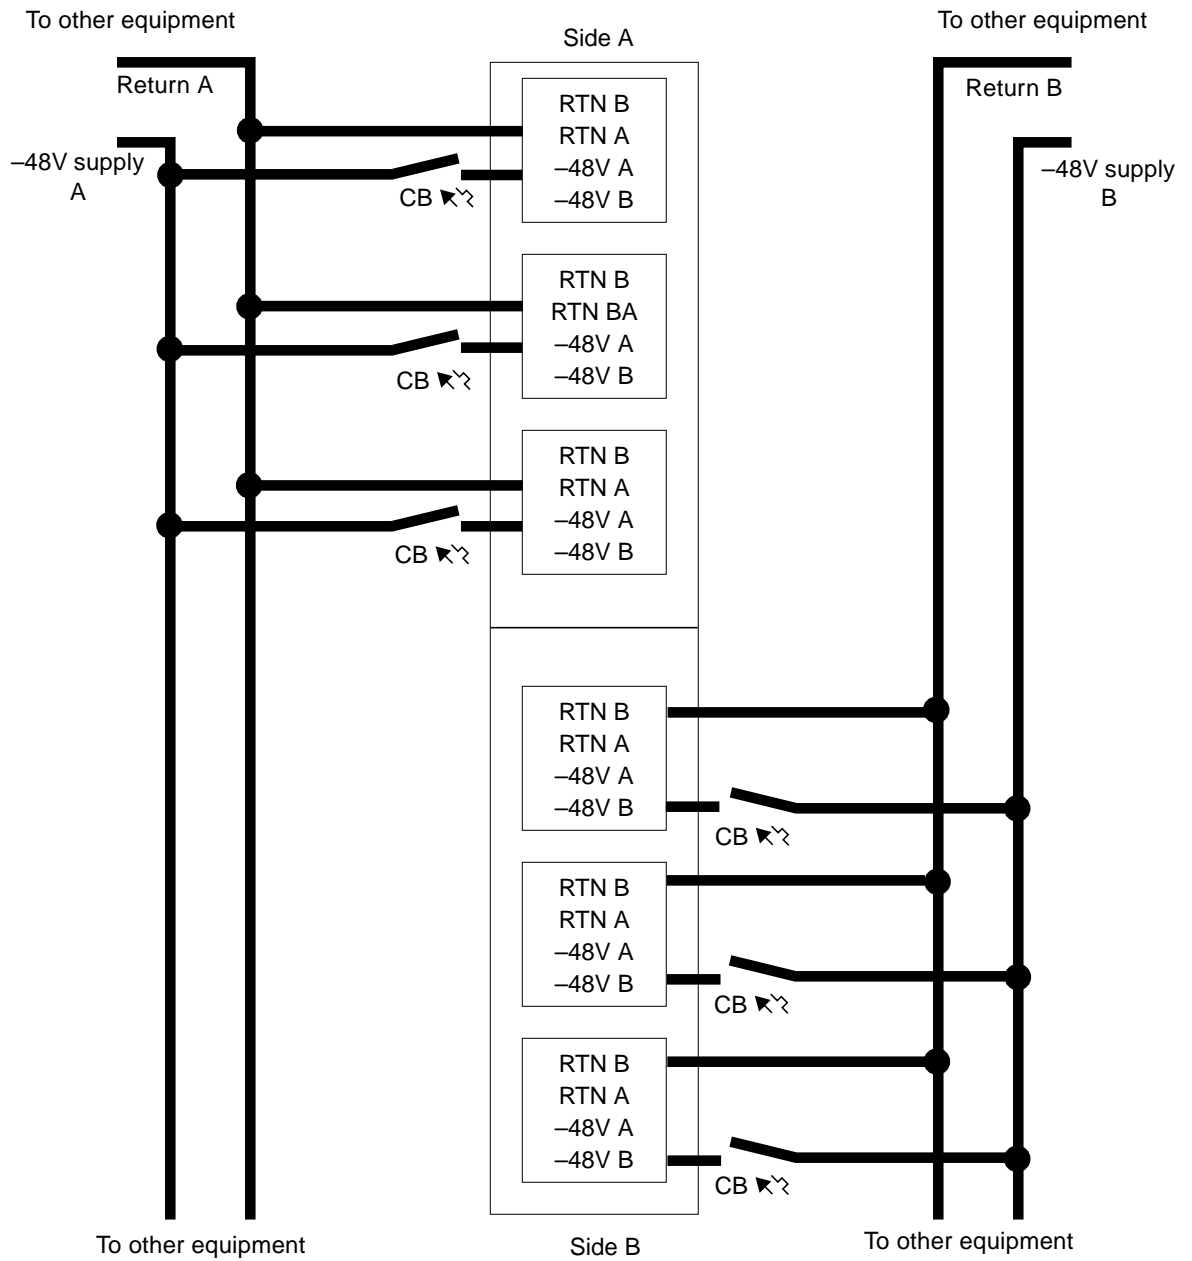 To other equipment
To other equipment
Side A
Return A
Return B
–48V supply
A
–48V supply
B
RTN B
RTN A
–48V A
–48V B
CB
RTN B
RTN BA
–48V A
–48V B
CB
RTN B
RTN A
–48V A
–48V B
CB
RTN B
RTN A
–48V A
–48V B
CB
RTN B
RTN A
–48V A
–48V B
CB
RTN B
RTN A
–48V A
–48V B
CB
To other equipment
Side B
To other equipment